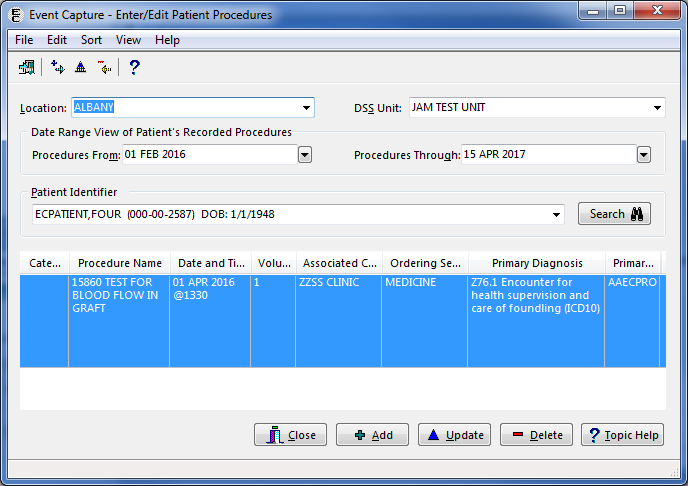 Event Capture - Enter/Edit Patient Procedures
File Edit Sort View Help
?
Location: ALBANY DSS Unit: JAM TEST UNIT
Date Range View of Patient's Recorded Procedures
Procedures From: 01 FEB 2016 Procedures Through: 15 APR 2017
Patient Identifier
ECPATIENT,FOUR (000-00-2587) DOB: 1/1/1948 Search
Cate... Procedure Name Date and Ti... Volu... Associated C... Ordering Se... Primary Diagnosis Primar...
15860 TEST FOR 01 APR 2016 1 ZZSS CLINIC MEDICINE Z76.1 Encounter for AAECPRO
BLOOD FLOW IN @1330 health supervision and
GRAFT care of foundling (ICD10)
Close Add Update Delete ? Topic Help